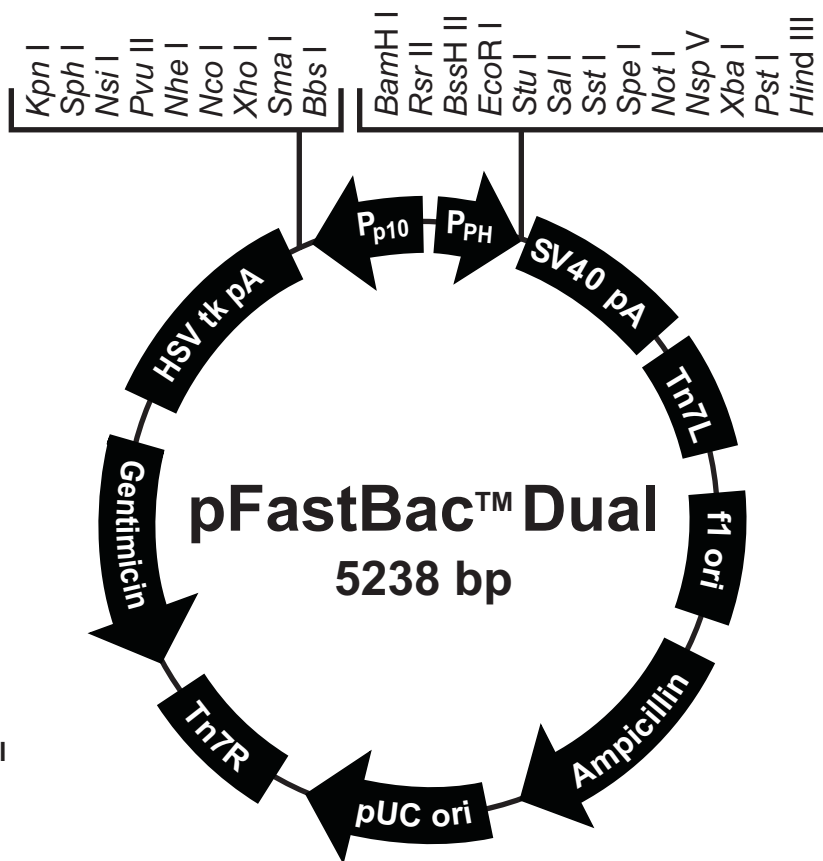 Kpn I
Sph I
Nsi I
Pvu II
Nhe I
Nco I
Xho I
Sma I
Bbs I
BamH I
Rsr II
BssH II
EcoR I
Stu I
Sal I
Sst I
Spe I
Not I
Nsp V
Xba I
Pst I
Hind III
Pp10
PPH
SV40 pA
Tn7L
f1 ori
Ampicillin
pUC ori
Tn7R
Gentimicin
HSV tk pA
pFastBac™ Dual
5238 bp
l